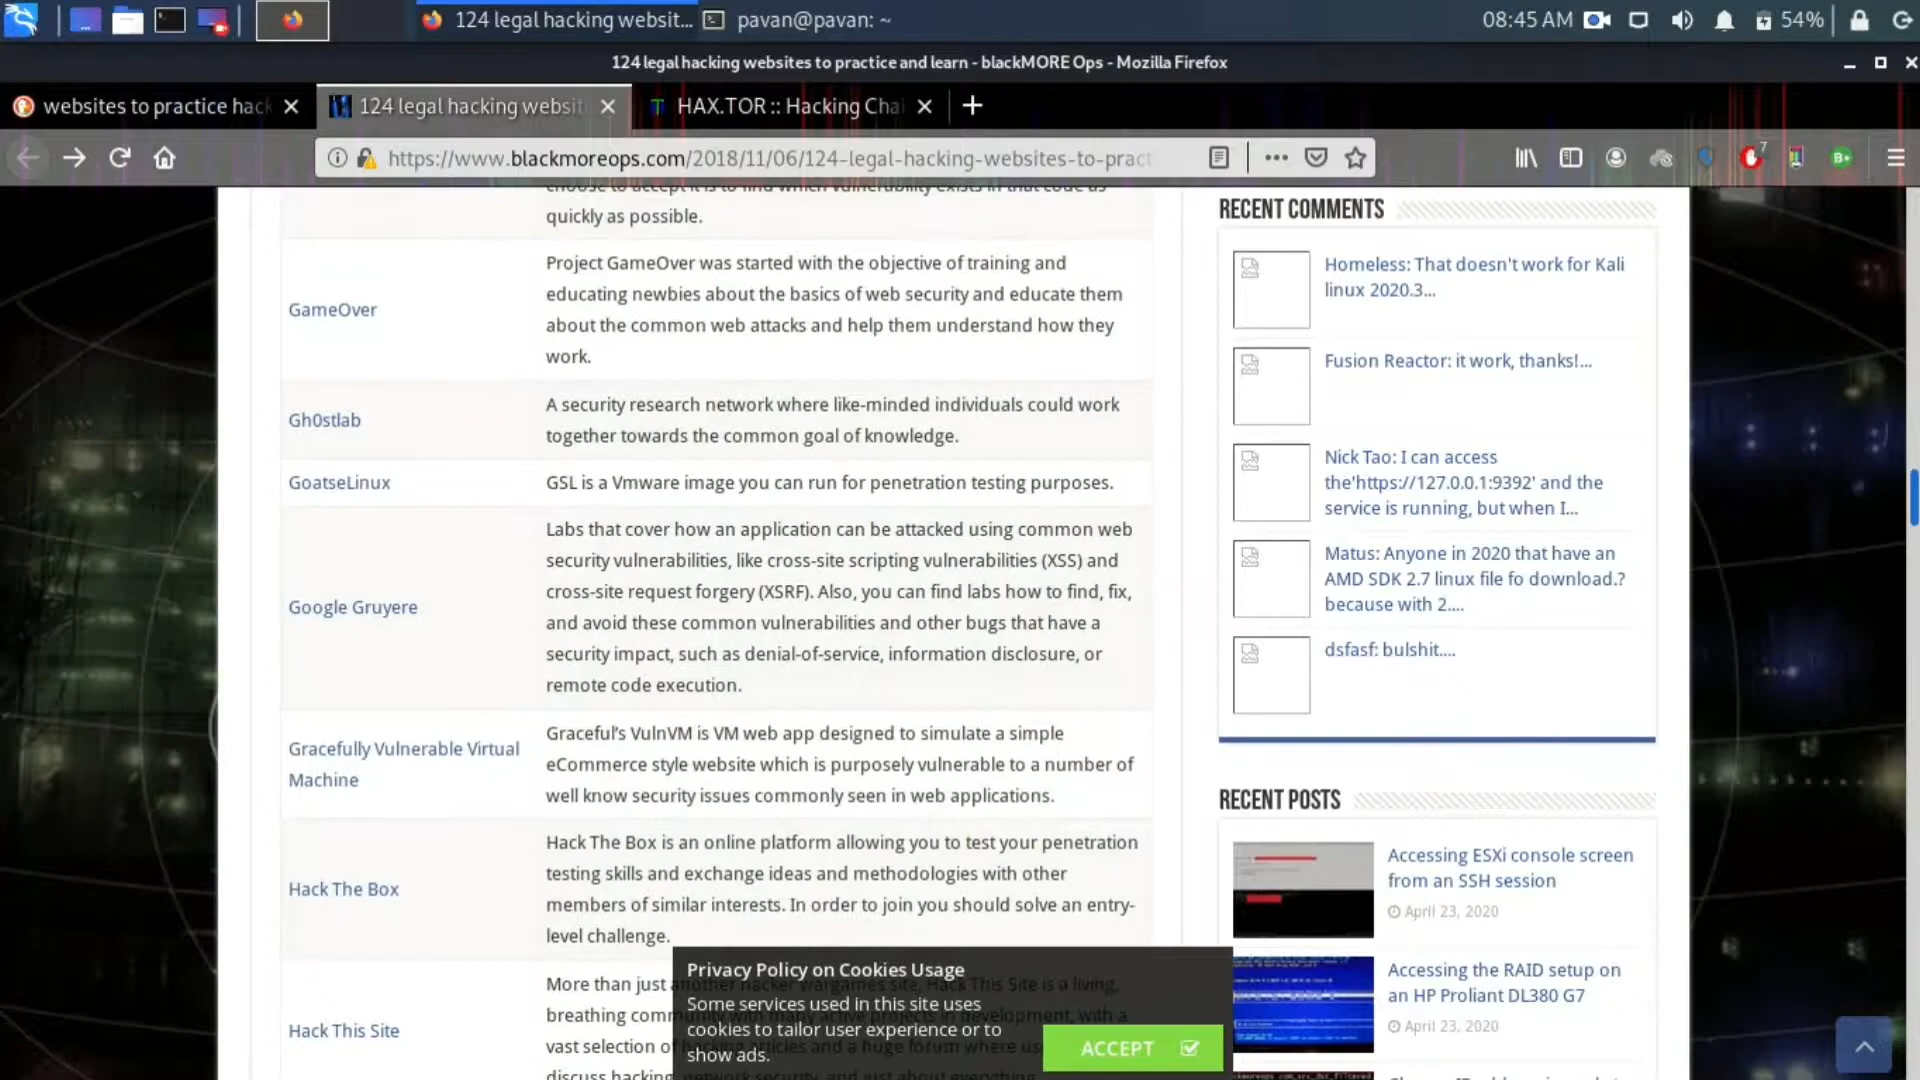 124 legal hacking websit...
pavan@pavan: ~
08:45 AM
54%
124 legal hacking websites to practice and learn - blackMORE Ops - Mozilla Firefox
websites to practice hack
124 legal hacking websit
HAX.TOR :: Hacking Cha
https://www.blackmoreops.com/2018/11/06/124-legal-hacking-websites-to-pract
7
B+
choose to accept it is to find which vulnerability exists in that code as
quickly as possible.
GameOver
Project GameOver was started with the objective of training and
educating newbies about the basics of web security and educate them
about the common web attacks and help them understand how they
work.
Gh0stlab
A security research network where like-minded individuals could work
together towards the common goal of knowledge.
GoatseLinux
GSL is a Vmware image you can run for penetration testing purposes.
Google Gruyere
Labs that cover how an application can be attacked using common web
security vulnerabilities, like cross-site scripting vulnerabilities (XSS) and
cross-site request forgery (XSRF). Also, you can find labs how to find, fix,
and avoid these common vulnerabilities and other bugs that have a
security impact, such as denial-of-service, information disclosure, or
remote code execution.
Gracefully Vulnerable Virtual
Machine
Graceful’s VulnVM is VM web app designed to simulate a simple
eCommerce style website which is purposely vulnerable to a number of
well know security issues commonly seen in web applications.
Hack The Box
Hack The Box is an online platform allowing you to test your penetration
testing skills and exchange ideas and methodologies with other
members of similar interests. In order to join you should solve an entry-
level challenge.
Hack This Site
More than just another hacker wargames site, Hack This Site is a living,
breathing community with many active projects in development, with a
vast selection of hacking articles and a huge forum where us
discuss hacking, network security, and just about everything.
Privacy Policy on Cookies Usage
Some services used in this site uses
cookies to tailor user experience or to
show ads.
ACCEPT
RECENT COMMENTS
Homeless: That doesn't work for Kali
linux 2020.3...
Fusion Reactor: it work, thanks!...
Nick Tao: I can access
the'https://127.0.0.1:9392' and the
service is running, but when I...
Matus: Anyone in 2020 that have an
AMD SDK 2.7 linux file fo download.?
because with 2....
dsfasf: bulshit....
RECENT POSTS
Accessing ESXi console screen
from an SSH session
April 23, 2020
Accessing the RAID setup on
an HP Proliant DL380 G7
April 23, 2020